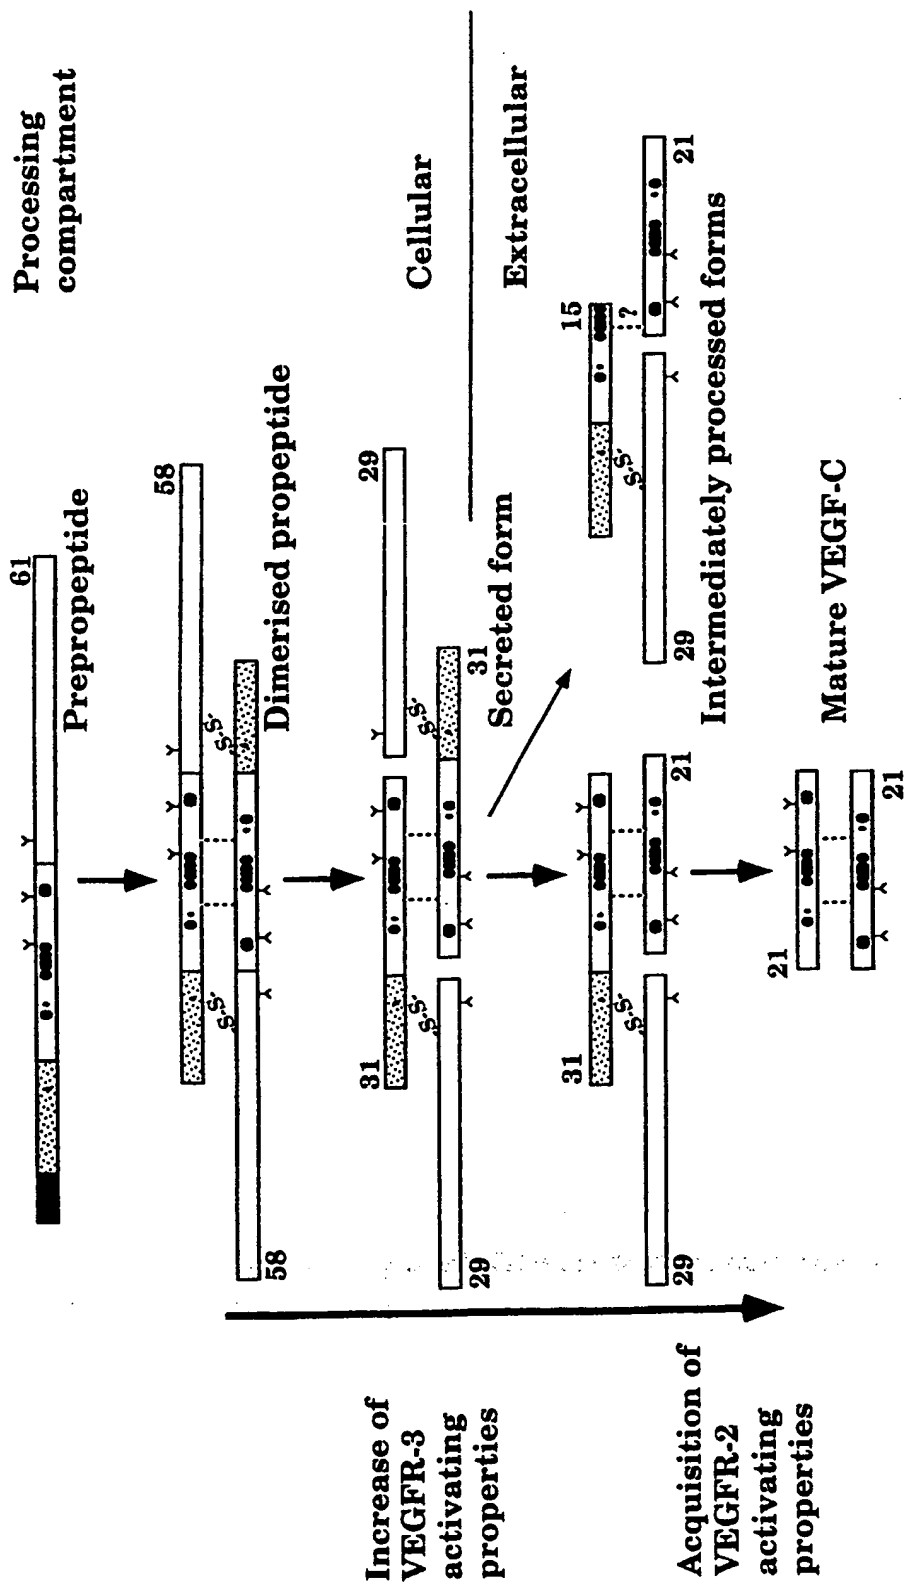 Processing
compartment
61
Prepropeptide
58
S-S
S-S
58
Dimerised propeptide
Increase of
VEGFR-3
activating
properties
31
29
S-S
S-S
29
31
Secreted form
Cellular
Extracellular
31
15
S-S
S-S
?
29
21
29
21
Intermediately processed forms
Acquisition of
VEGFR-2
activating
properties
21
21
Mature VEGF-C